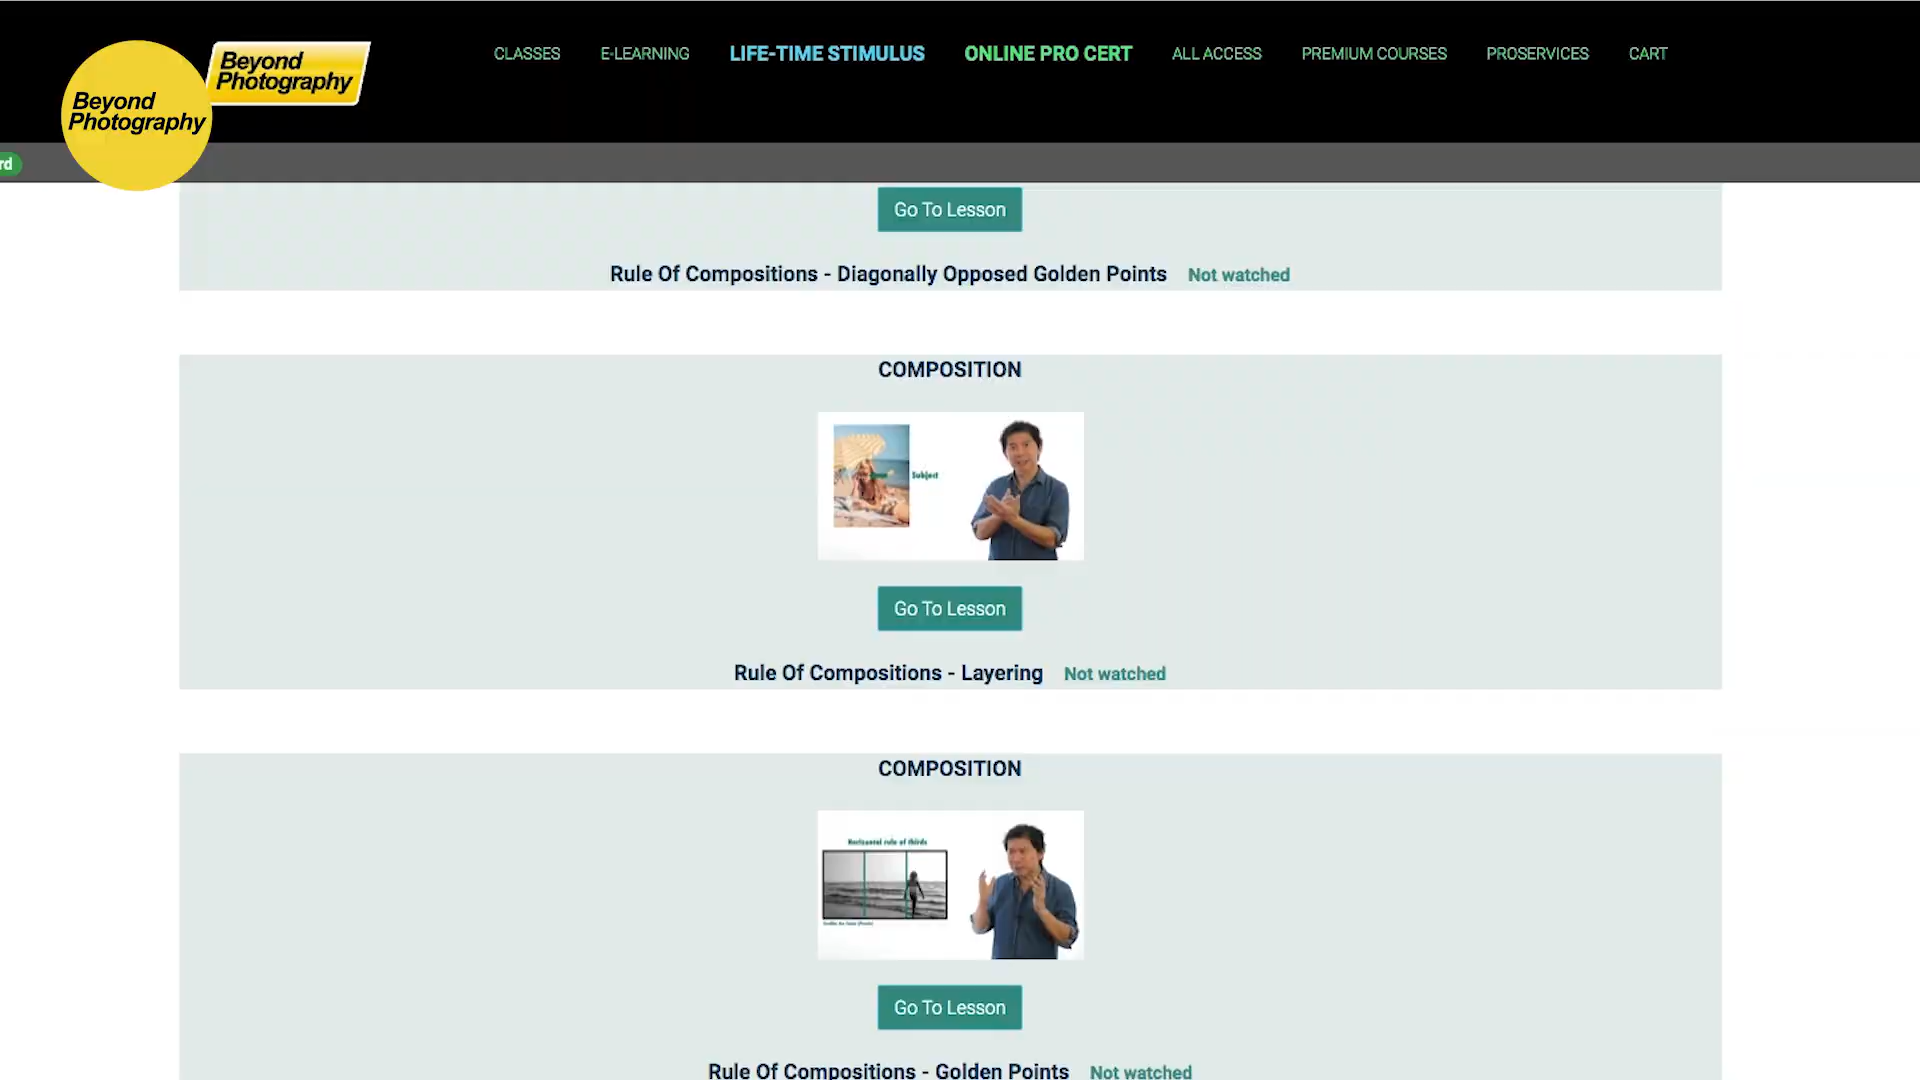 Beyond
Photography
Beyond
Photography
CLASSES
E-LEARNING
LIFE-TIME STIMULUS
ONLINE PRO CERT
ALL ACCESS
PREMIUM COURSES
PROSERVICES
CART
rd
Go To Lesson
Rule Of Compositions - Diagonally Opposed Golden Points Not watched
COMPOSITION
Subject
Go To Lesson
Rule Of Compositions - Layering Not watched
COMPOSITION
Horizontal rule of thirds
Go To Lesson
Rule Of Compositions - Golden Points Not watched